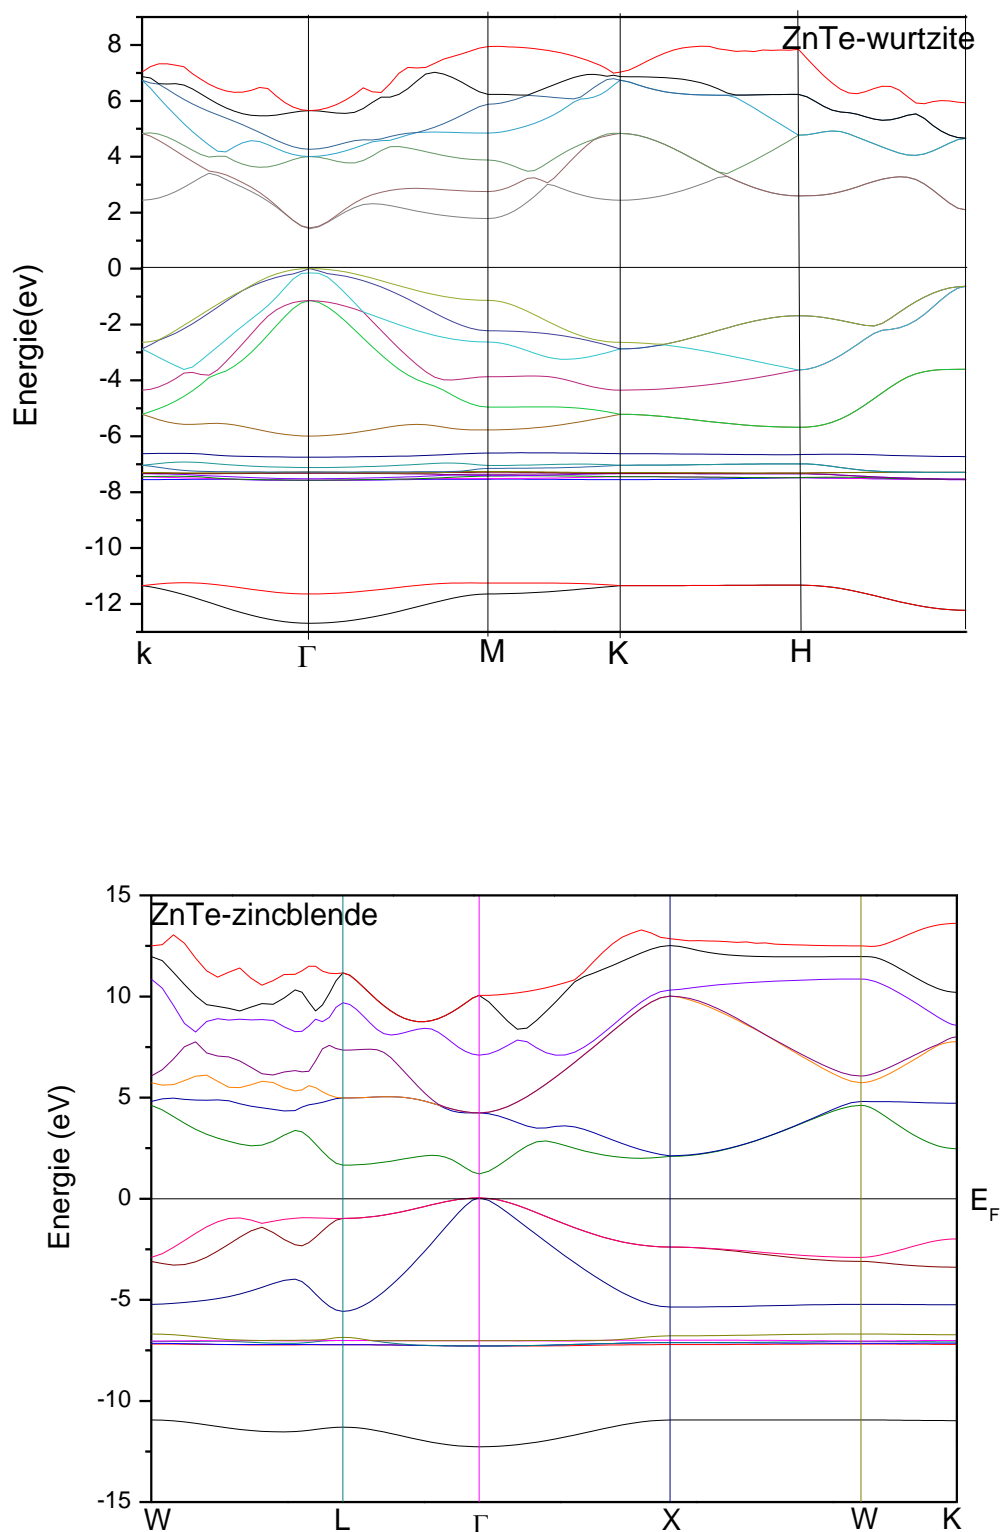 ZnTe-wurtzite
8
6
4
2
0
-2
-4
-6
-8
-10
-12
Energie(ev)
k Γ M K H
ZnTe-zincblende
15
10
5
0
-5
-10
-15
Energie (eV)
E_F
W L Γ X W K